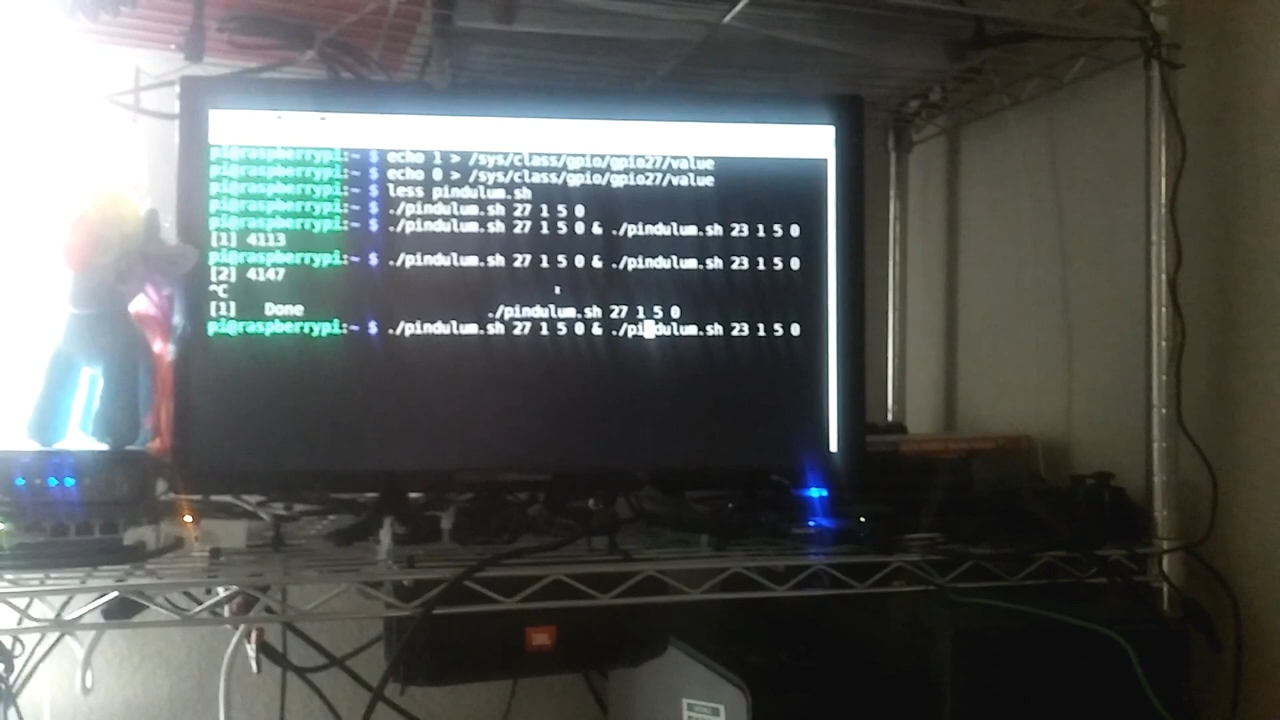 pi@raspberrypi:~ $ echo 1 > /sys/class/gpio/gpio27/value
pi@raspberrypi:~ $ echo 0 > /sys/class/gpio/gpio27/value
pi@raspberrypi:~ $ less pindulum.sh
pi@raspberrypi:~ $ ./pindulum.sh 27 1 5 0
pi@raspberrypi:~ $ ./pindulum.sh 27 1 5 0 & ./pindulum.sh 23 1 5 0
[1] 4113
pi@raspberrypi:~ $ ./pindulum.sh 27 1 5 0 & ./pindulum.sh 23 1 5 0
[2] 4147
^C
[1] Done ./pindulum.sh 27 1 5 0
pi@raspberrypi:~ $ ./pindulum.sh 27 1 5 0 & ./pindulum.sh 23 1 5 0
JBL